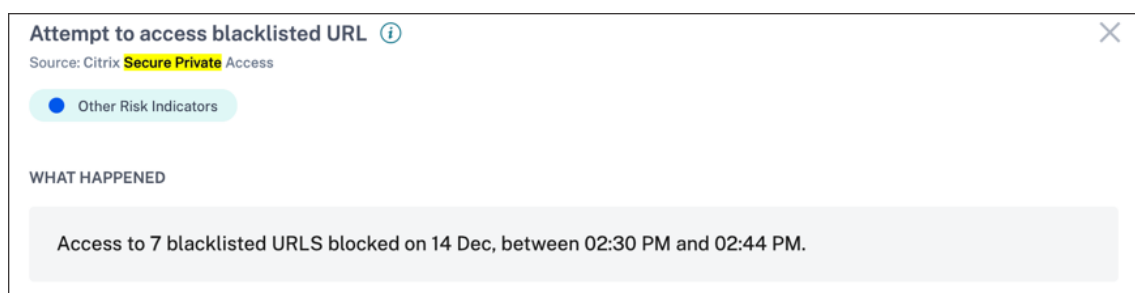 Attempt to access blacklisted URL
Source: Citrix Secure Private Access
Other Risk Indicators
WHAT HAPPENED
Access to 7 blacklisted URLS blocked on 14 Dec, between 02:30 PM and 02:44 PM.